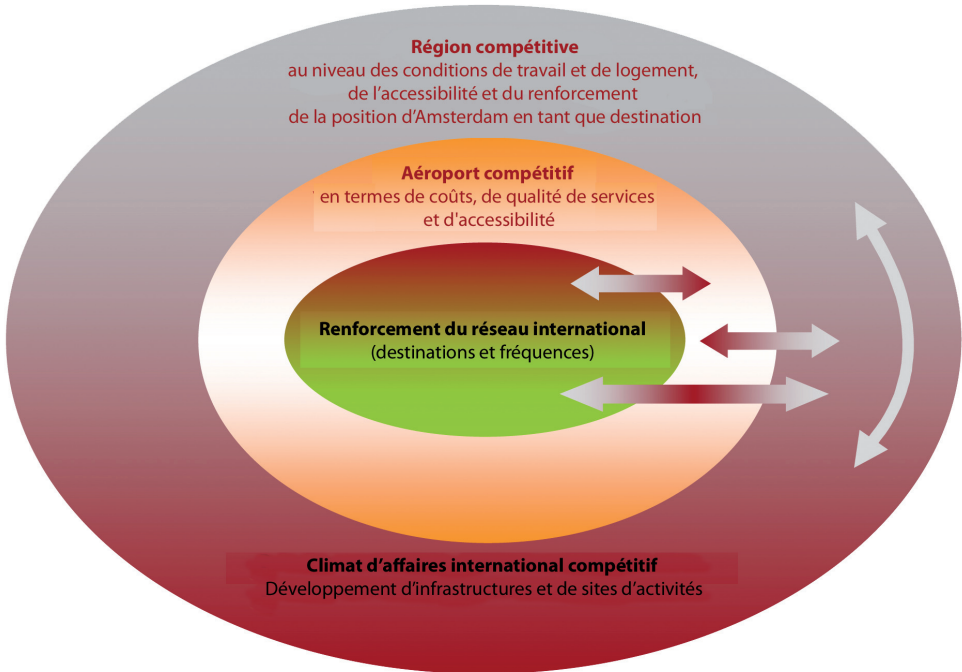 Région compétitive
au niveau des conditions de travail et de logement,
de l’accessibilité et du renforcement
de la position d’Amsterdam en tant que destination
Aéroport compétitif
en termes de coûts, de qualité de services
et d'accessibilité
Renforcement du réseau international
(destinations et fréquences)
Climat d’affaires international compétitif
Développement d’infrastructures et de sites d’activités